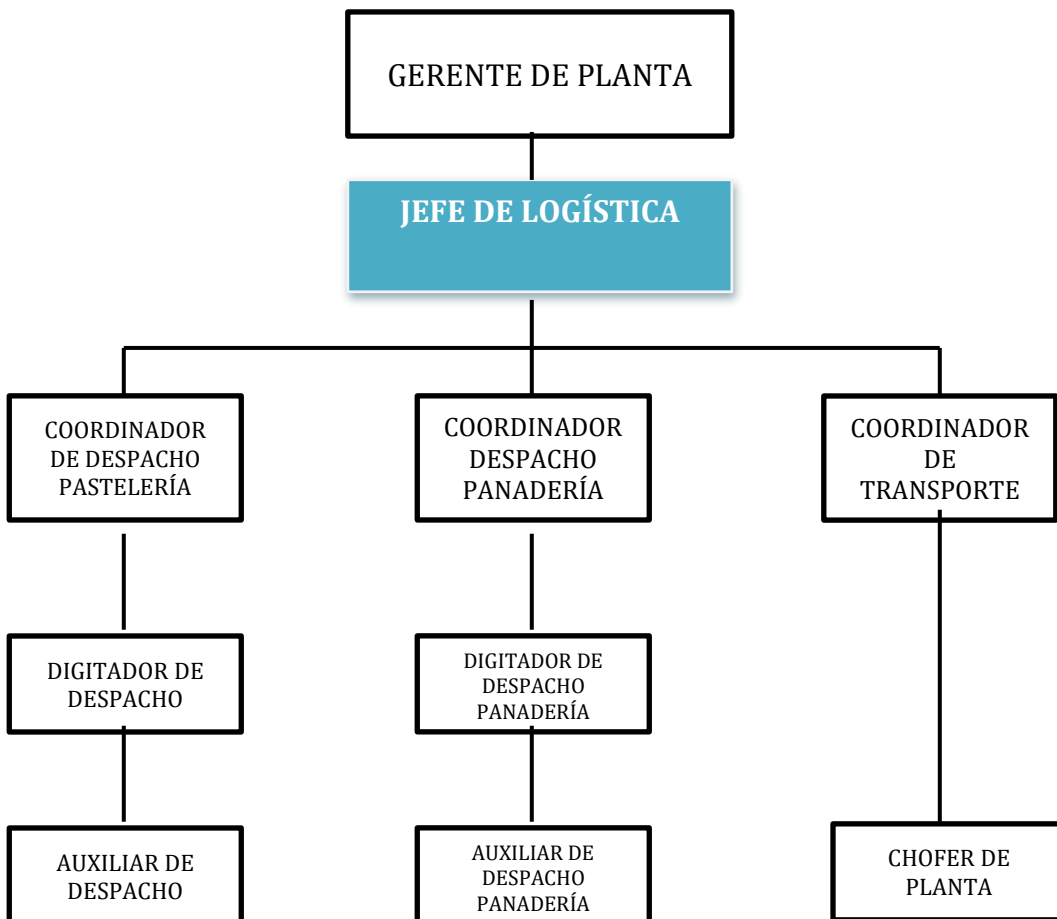 GERENTE DE PLANTA
JEFE DE LOGÍSTICA
COORDINADOR
DE DESPACHO
PASTELERÍA
COORDINADOR
DESPACHO
PANADERÍA
COORDINADOR
DE
TRANSPORTE
DIGITADOR DE
DESPACHO
DIGITADOR DE
DESPACHO
PANADERÍA
AUXILIAR DE
DESPACHO
AUXILIAR DE
DESPACHO
PANADERÍA
CHOFER DE
PLANTA